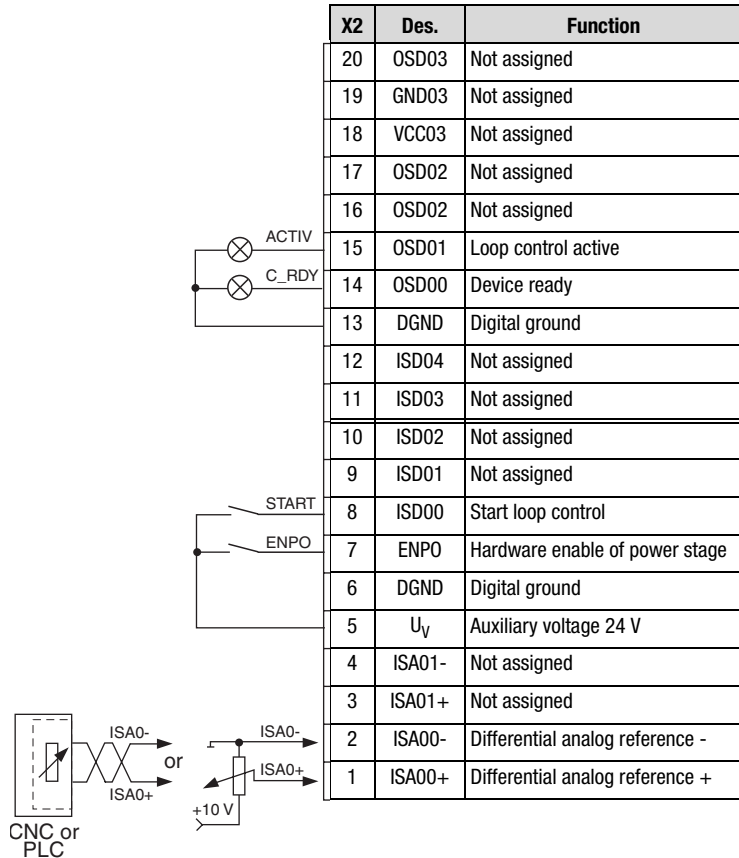 X2 Des. Function
20 OSD03 Not assigned
19 GND03 Not assigned
18 VCC03 Not assigned
17 OSD02 Not assigned
16 OSD02 Not assigned
ACTIV
15 OSD01 Loop control active
C_RDY
14 OSD00 Device ready
13 DGND Digital ground
12 ISD04 Not assigned
11 ISD03 Not assigned
10 ISD02 Not assigned
9 ISD01 Not assigned
START
8 ISD00 Start loop control
ENPO
7 ENPO Hardware enable of power stage
6 DGND Digital ground
5 UV Auxiliary voltage 24 V
4 ISA01- Not assigned
3 ISA01+ Not assigned
ISA0- or ISA0-
2 ISA00- Differential analog reference -
ISA0+ ISA0+
1 ISA00+ Differential analog reference +
+10 V
CNC or
PLC